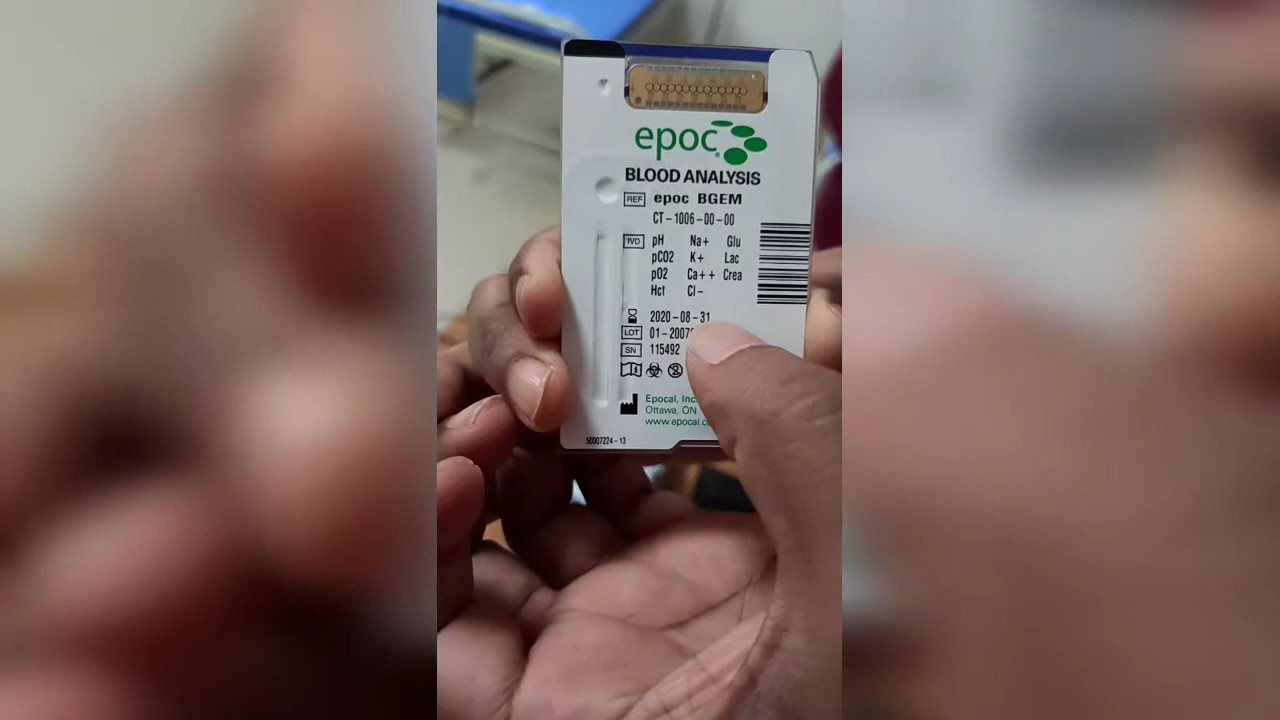 epoc
BLOOD ANALYSIS
REF epoc BGEM
CT-1006-00-00
IVD pH Na+ Glu
pCO2 K+ Lac
pO2 Ca++ Crea
Hct Cl-
2020-08-31
LOT 01-2007
SN 115492
Epocal, Inc.
Ottawa, ON
www.epocal.c
50007224-13